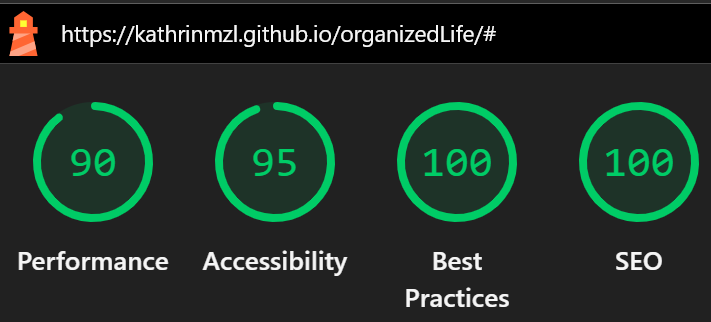 https://kathrinmzl.github.io/organizedLife/#
90 95 100 100
Performance Accessibility Best Practices SEO